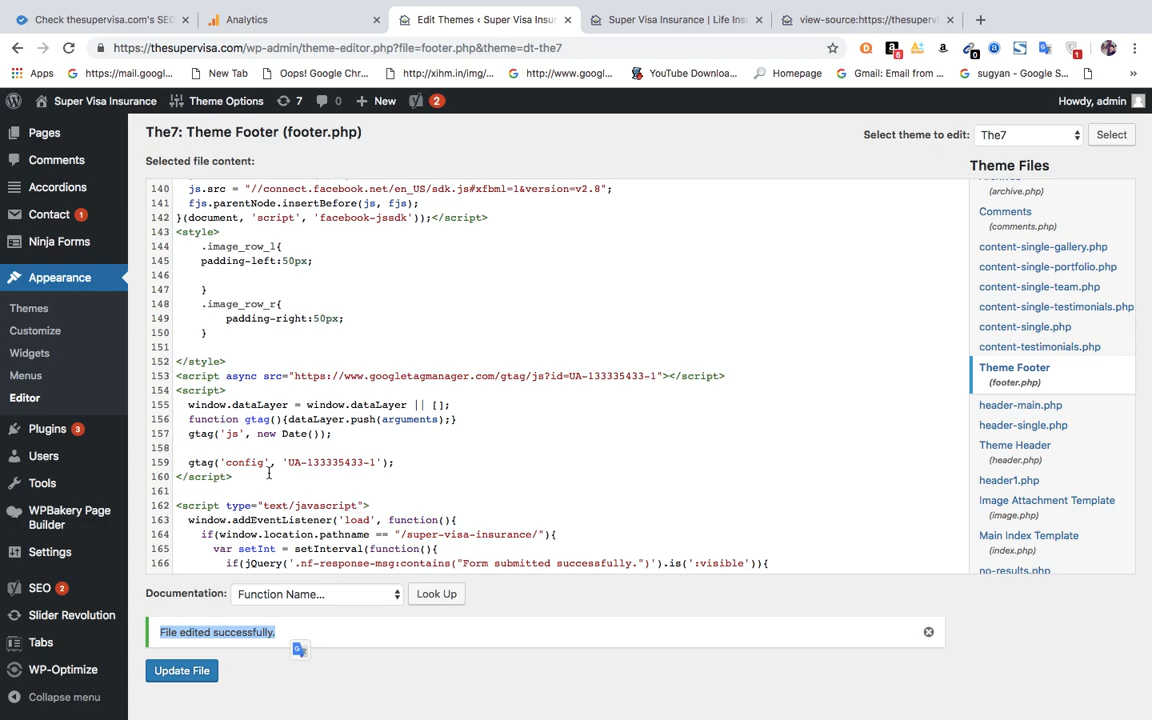 Check thesupervisa.com's SEC
Analytics
Edit Themes ‹ Super Visa Insur
Super Visa Insurance | Life Ins
view-source:https://thesupervi
https://thesupervisa.com/wp-admin/theme-editor.php?file=footer.php&theme=dt-the7
5
0
1
Apps
https://mail.googl...
New Tab
Oops! Google Chr...
http://xihm.in/img/...
http://www.googl...
YouTube Downloa...
Homepage
Gmail: Email from ...
sugyan - Google S...
»
Super Visa Insurance
Theme Options
7
0
New
2
Howdy, admin
Pages
Comments
Accordions
Contact 1
Ninja Forms
Appearance
Themes
Customize
Widgets
Menus
Editor
Plugins 3
Users
Tools
WPBakery Page
Builder
Settings
SEO 2
Slider Revolution
Tabs
WP-Optimize
Collapse menu
The7: Theme Footer (footer.php)
Select theme to edit:
The7
Select
Selected file content:
140 js.src = "//connect.facebook.net/en_US/sdk.js#xfbml=1&version=v2.8";
141 fjs.parentNode.insertBefore(js, fjs);
142 }(document, 'script', 'facebook-jssdk'));</script>
143 <style>
144 .image_row_l{
145 padding-left:50px;
146
147 }
148 .image_row_r{
149 padding-right:50px;
150 }
151
152 </style>
153 <script async src="https://www.googletagmanager.com/gtag/js?id=UA-133335433-1"></script>
154 <script>
155 window.dataLayer = window.dataLayer || [];
156 function gtag(){dataLayer.push(arguments);}
157 gtag('js', new Date());
158
159 gtag('config', 'UA-133335433-1');
160 </script>
161
162 <script type="text/javascript">
163 window.addEventListener('load', function(){
164 if(window.location.pathname == "/super-visa-insurance/"){
165 var setInt = setInterval(function(){
166 if(jQuery('.nf-response-msg:contains("Form submitted successfully.")').is(':visible')){
Theme Files
(archive.php)
Comments
(comments.php)
content-single-gallery.php
content-single-portfolio.php
content-single-team.php
content-single-testimonials.php
content-single.php
content-testimonials.php
Theme Footer
(footer.php)
header-main.php
header-single.php
Theme Header
(header.php)
header1.php
Image Attachment Template
(image.php)
Main Index Template
(index.php)
no-results.php
Documentation:
Function Name...
Look Up
File edited successfully.
Update File